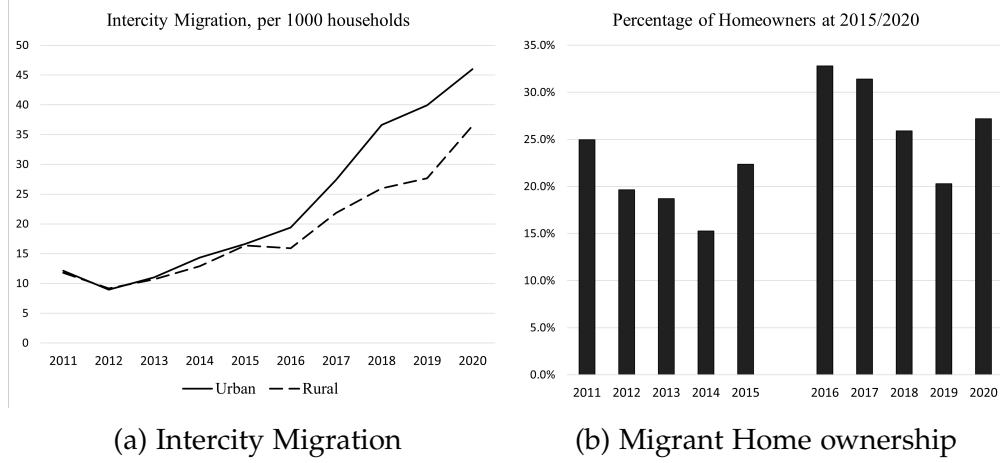 Intercity Migration, per 1000 households
50
45
40
35
30
25
20
15
10
5
0
2011 2012 2013 2014 2015 2016 2017 2018 2019 2020
Urban Rural
(a) Intercity Migration
Percentage of Homeowners at 2015/2020
35.0%
30.0%
25.0%
20.0%
15.0%
10.0%
5.0%
0.0%
2011 2012 2013 2014 2015 2016 2017 2018 2019 2020
(b) Migrant Home ownership